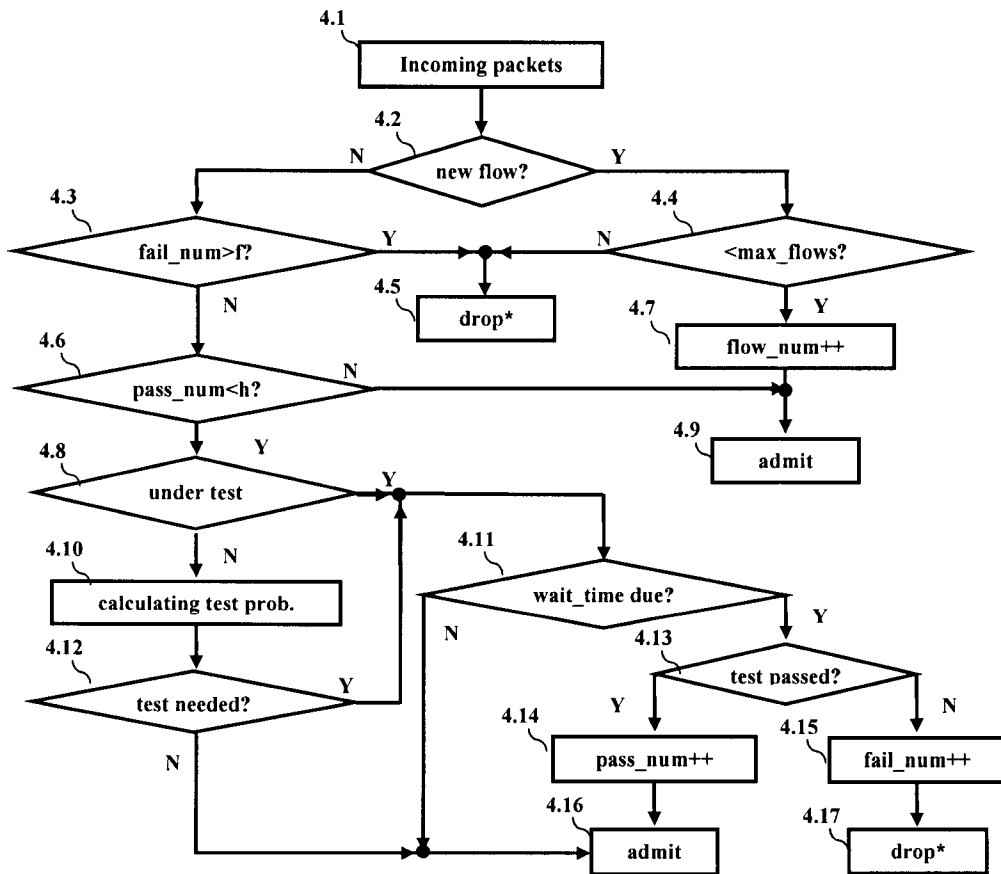 4.1
Incoming packets
4.2
N
new flow?
Y
4.3
fail_num>f?
Y
N
4.4
N
<max_flows?
Y
4.5
drop*
4.7
flow_num++
4.6
pass_num<h?
N
Y
4.9
admit
4.8
under test
Y
N
4.10
calculating test prob.
4.11
wait_time due?
N
Y
4.12
test needed?
Y
N
4.13
test passed?
Y
N
4.14
pass_num++
4.15
fail_num++
4.16
admit
4.17
drop*